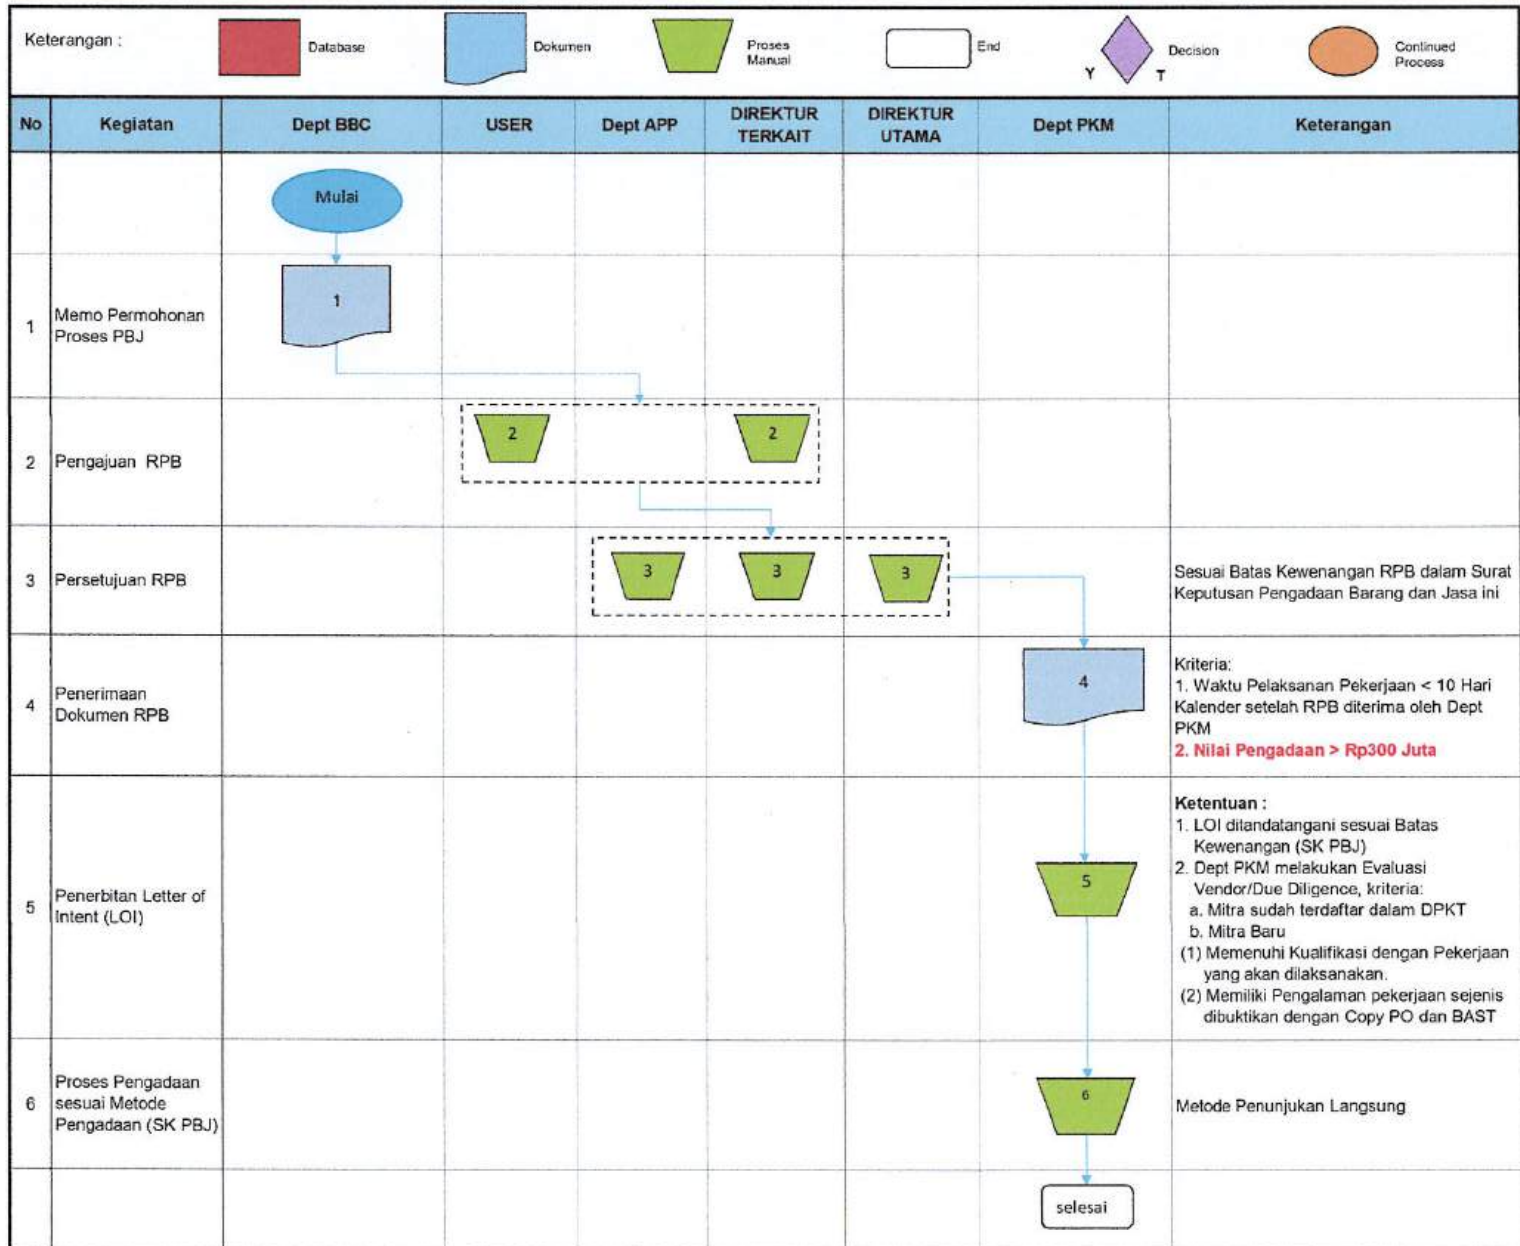 Keterangan :
Database
Dokumen
Proses
Manual
End
Y
T
Decision
Continued
Process
No
Kegiatan
Dept BBC
USER
Dept APP
DIREKTUR
TERKAIT
DIREKTUR
UTAMA
Dept PKM
Keterangan
Mulai
1
Memo Permohonan
Proses PBJ
1
2
Pengajuan RPB
2
2
3
Persetujuan RPB
3
3
3
Sesuai Batas Kewenangan RPB dalam Surat
Keputusan Pengadaan Barang dan Jasa ini
4
Penerimaan
Dokumen RPB
4
Kriteria:
1. Waktu Pelaksanan Pekerjaan < 10 Hari
Kalender setelah RPB diterima oleh Dept
PKM
2. Nilai Pengadaan > Rp300 Juta
5
Penerbitan Letter of
Intent (LOI)
5
Ketentuan :
1. LOI ditandatangani sesuai Batas
Kewenangan (SK PBJ)
2. Dept PKM melakukan Evaluasi
Vendor/Due Diligence, kriteria:
a. Mitra sudah terdaftar dalam DPKT
b. Mitra Baru
(1) Memenuhi Kualifikasi dengan Pekerjaan
yang akan dilaksanakan.
(2) Memiliki Pengalaman pekerjaan sejenis
dibuktikan dengan Copy PO dan BAST
6
Proses Pengadaan
sesuai Metode
Pengadaan (SK PBJ)
6
Metode Penunjukan Langsung
selesai